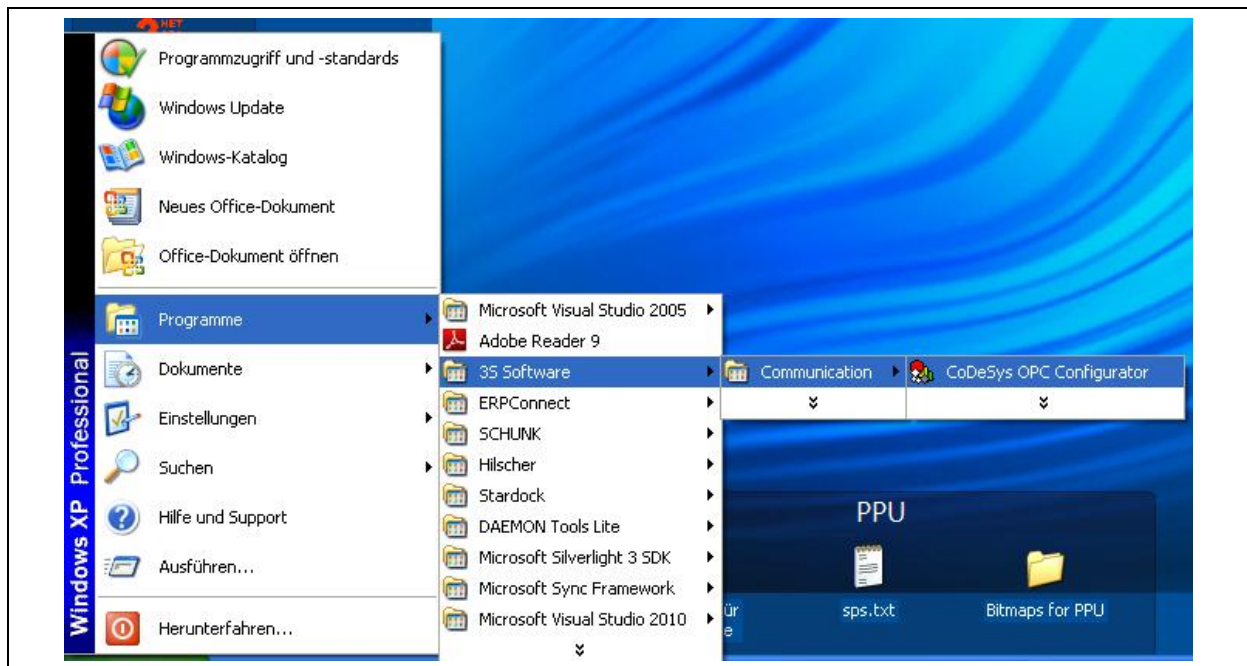 NET
Programmzugriff und -standards
Windows Update
Windows-Katalog
Neues Office-Dokument
Office-Dokument öffnen
Programme
Dokumente
Einstellungen
Suchen
Hilfe und Support
Ausführen...
Herunterfahren...
Windows XP Professional
Microsoft Visual Studio 2005
Adobe Reader 9
3S Software
ERPConnect
SCHUNK
Hilscher
Stardock
DAEMON Tools Lite
Microsoft Silverlight 3 SDK
Microsoft Sync Framework
Microsoft Visual Studio 2010
Communication
CoDeSys OPC Configurator
PPU
ür
e
sps.txt
Bitmaps for PPU